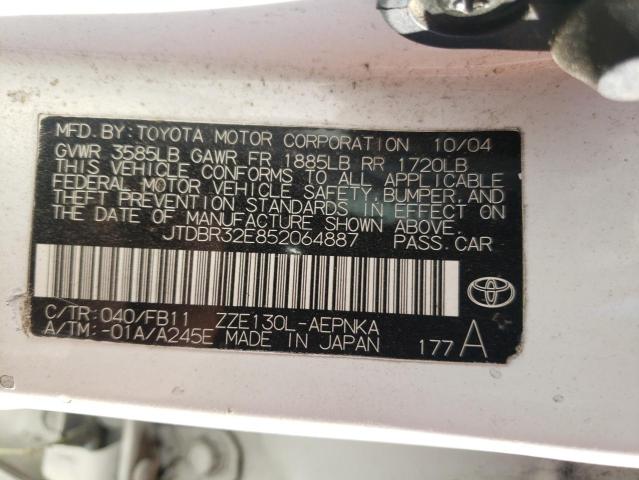 MFD. BY: TOYOTA MOTOR CORPORATION 10/04
GVWR 3585LB GAWR FR 1885LB RR 1720LB
THIS VEHICLE CONFORMS TO ALL APPLICABLE
FEDERAL MOTOR VEHICLE SAFETY, BUMPER, AND
THEFT PREVENTION STANDARDS IN EFFECT ON
THE DATE OF MANUFACTURE SHOWN ABOVE.
JTDBR32E852064887 PASS. CAR
C/TR: 040/FB11 ZZE130L-AEPNKA
A/TM: -01A/A245E MADE IN JAPAN 177 A